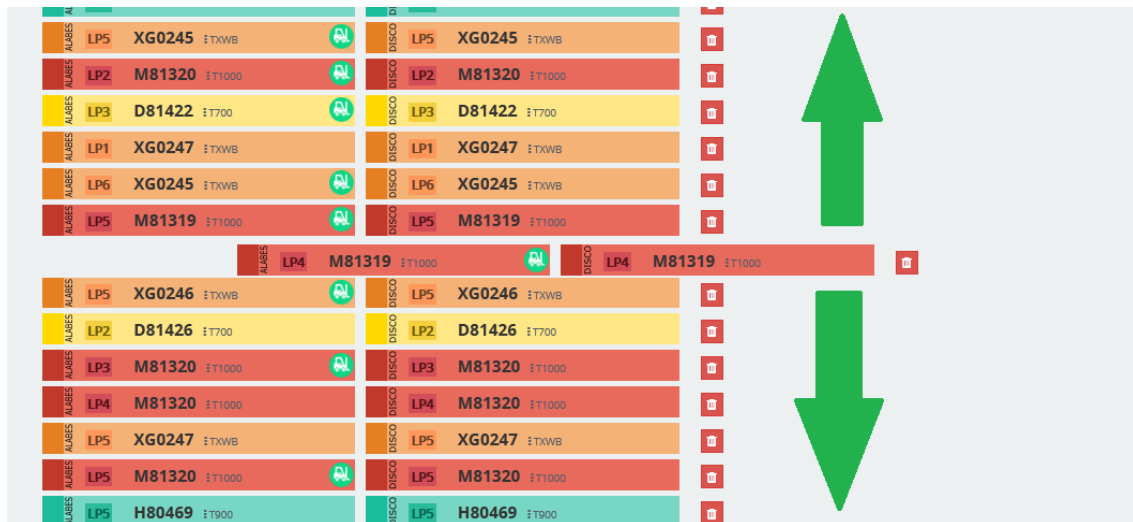 ALABES LP5 XG0245 TXWB DISCO LP5 XG0245 TXWB
ALABES LP2 M81320 T1000 DISCO LP2 M81320 T1000
ALABES LP3 D81422 T700 DISCO LP3 D81422 T700
ALABES LP1 XG0247 TXWB DISCO LP1 XG0247 TXWB
ALABES LP6 XG0245 TXWB DISCO LP6 XG0245 TXWB
ALABES LP5 M81319 T1000 DISCO LP5 M81319 T1000
ALABES LP4 M81319 T1000 DISCO LP4 M81319 T1000
ALABES LP5 XG0246 TXWB DISCO LP5 XG0246 TXWB
ALABES LP2 D81426 T700 DISCO LP2 D81426 T700
ALABES LP3 M81320 T1000 DISCO LP3 M81320 T1000
ALABES LP4 M81320 T1000 DISCO LP4 M81320 T1000
ALABES LP5 XG0247 TXWB DISCO LP5 XG0247 TXWB
ALABES LP5 M81320 T1000 DISCO LP5 M81320 T1000
ALABES LP5 H80469 T900 DISCO LP5 H80469 T900